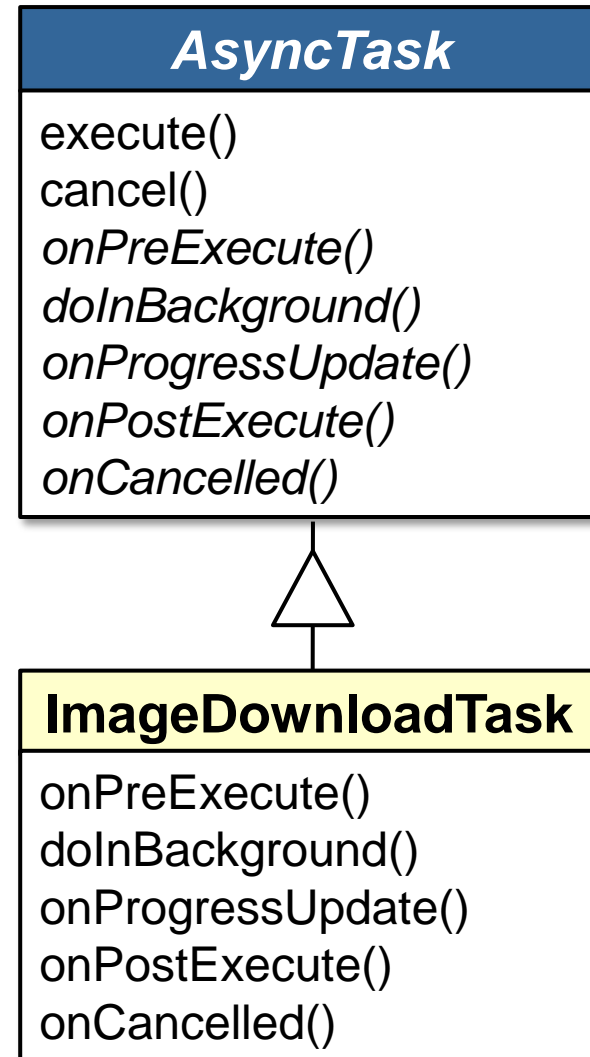 AsyncTask
execute()
cancel()
onPreExecute()
doInBackground()
onProgressUpdate()
onPostExecute()
onCancelled()
ImageDownloadTask
onPreExecute()
doInBackground()
onProgressUpdate()
onPostExecute()
onCancelled()